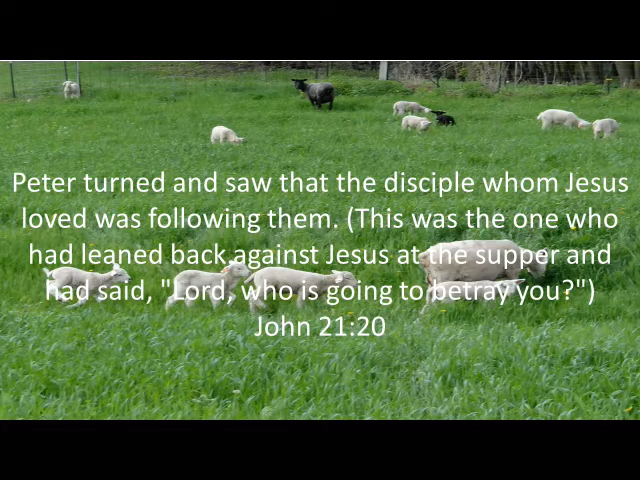 Peter turned and saw that the disciple whom Jesus
loved was following them. (This was the one who
had leaned back against Jesus at the supper and
had said, "Lord, who is going to betray you?")
John 21:20